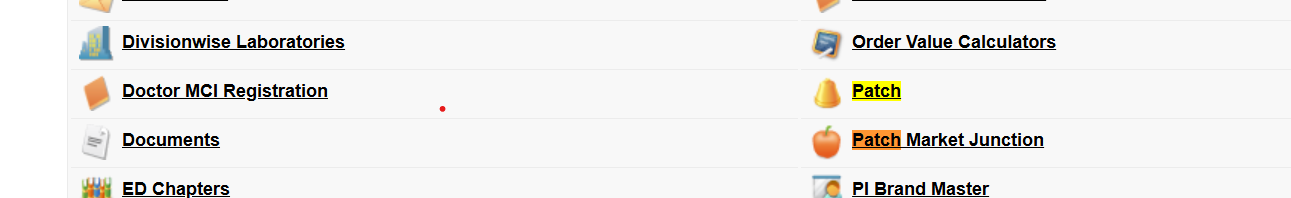 Divisionwise Laboratories
Order Value Calculators
Doctor MCI Registration
Patch
Documents
Patch Market Junction
ED Chapters
PI Brand Master